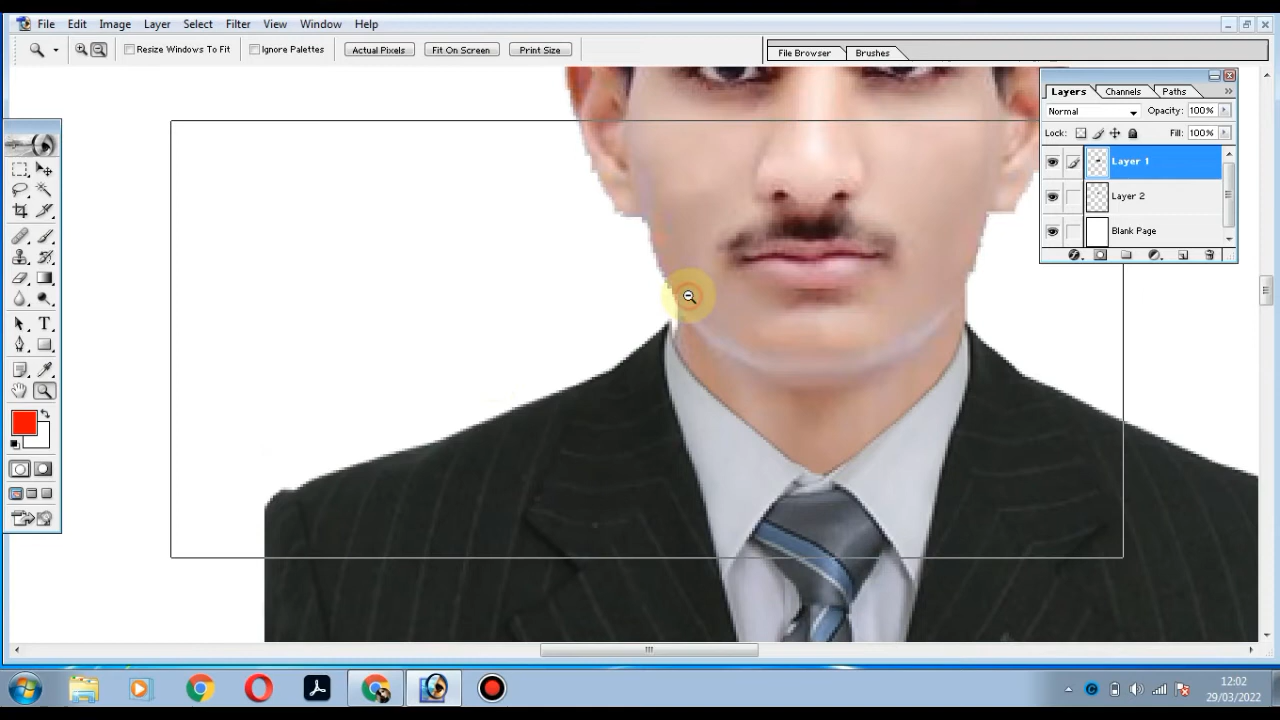 File Edit Image Layer Select Filter View Window Help
Resize Windows To Fit Ignore Palettes Actual Pixels Fit On Screen Print Size File Browser Brushes
Layers Channels Paths
Normal Opacity: 100%
Lock: Fill: 100%
Layer 1
Layer 2
Blank Page
T
12:02
29/03/2022